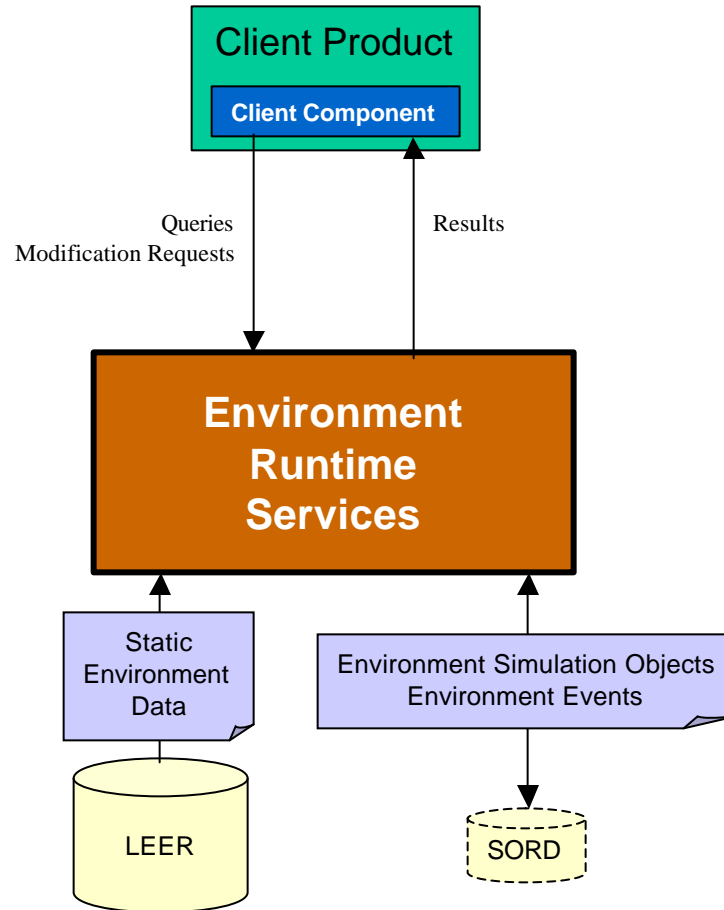 Client Product
Client Component
Queries
Modification Requests
Results
Environment
Runtime
Services
Static
Environment
Data
Environment Simulation Objects
Environment Events
LEER
SORD